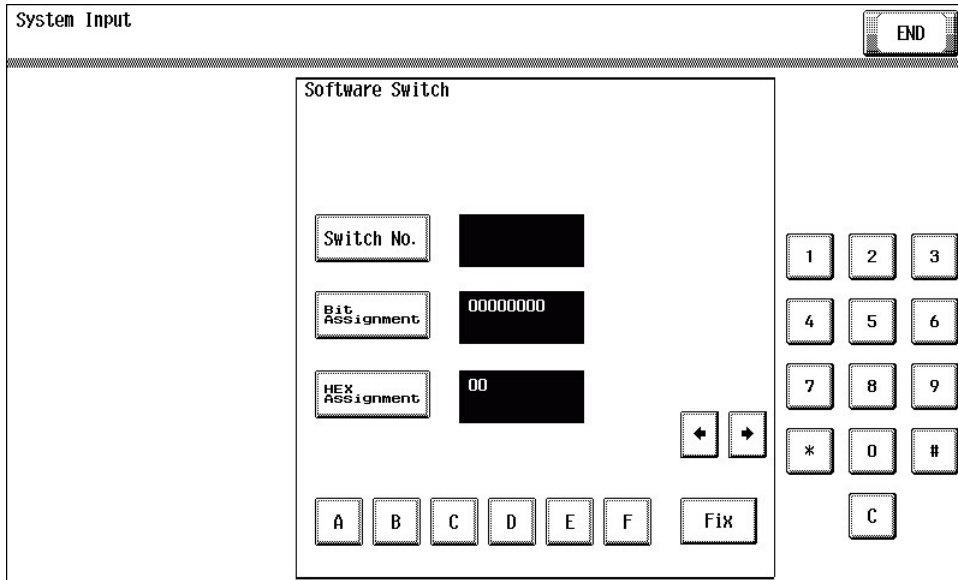 System Input
END
Software Switch
Switch No.
Bit
Assignment
00000000
HEX
Assignment
00
A B C D E F Fix
1 2 3
4 5 6
7 8 9
* 0 #
C